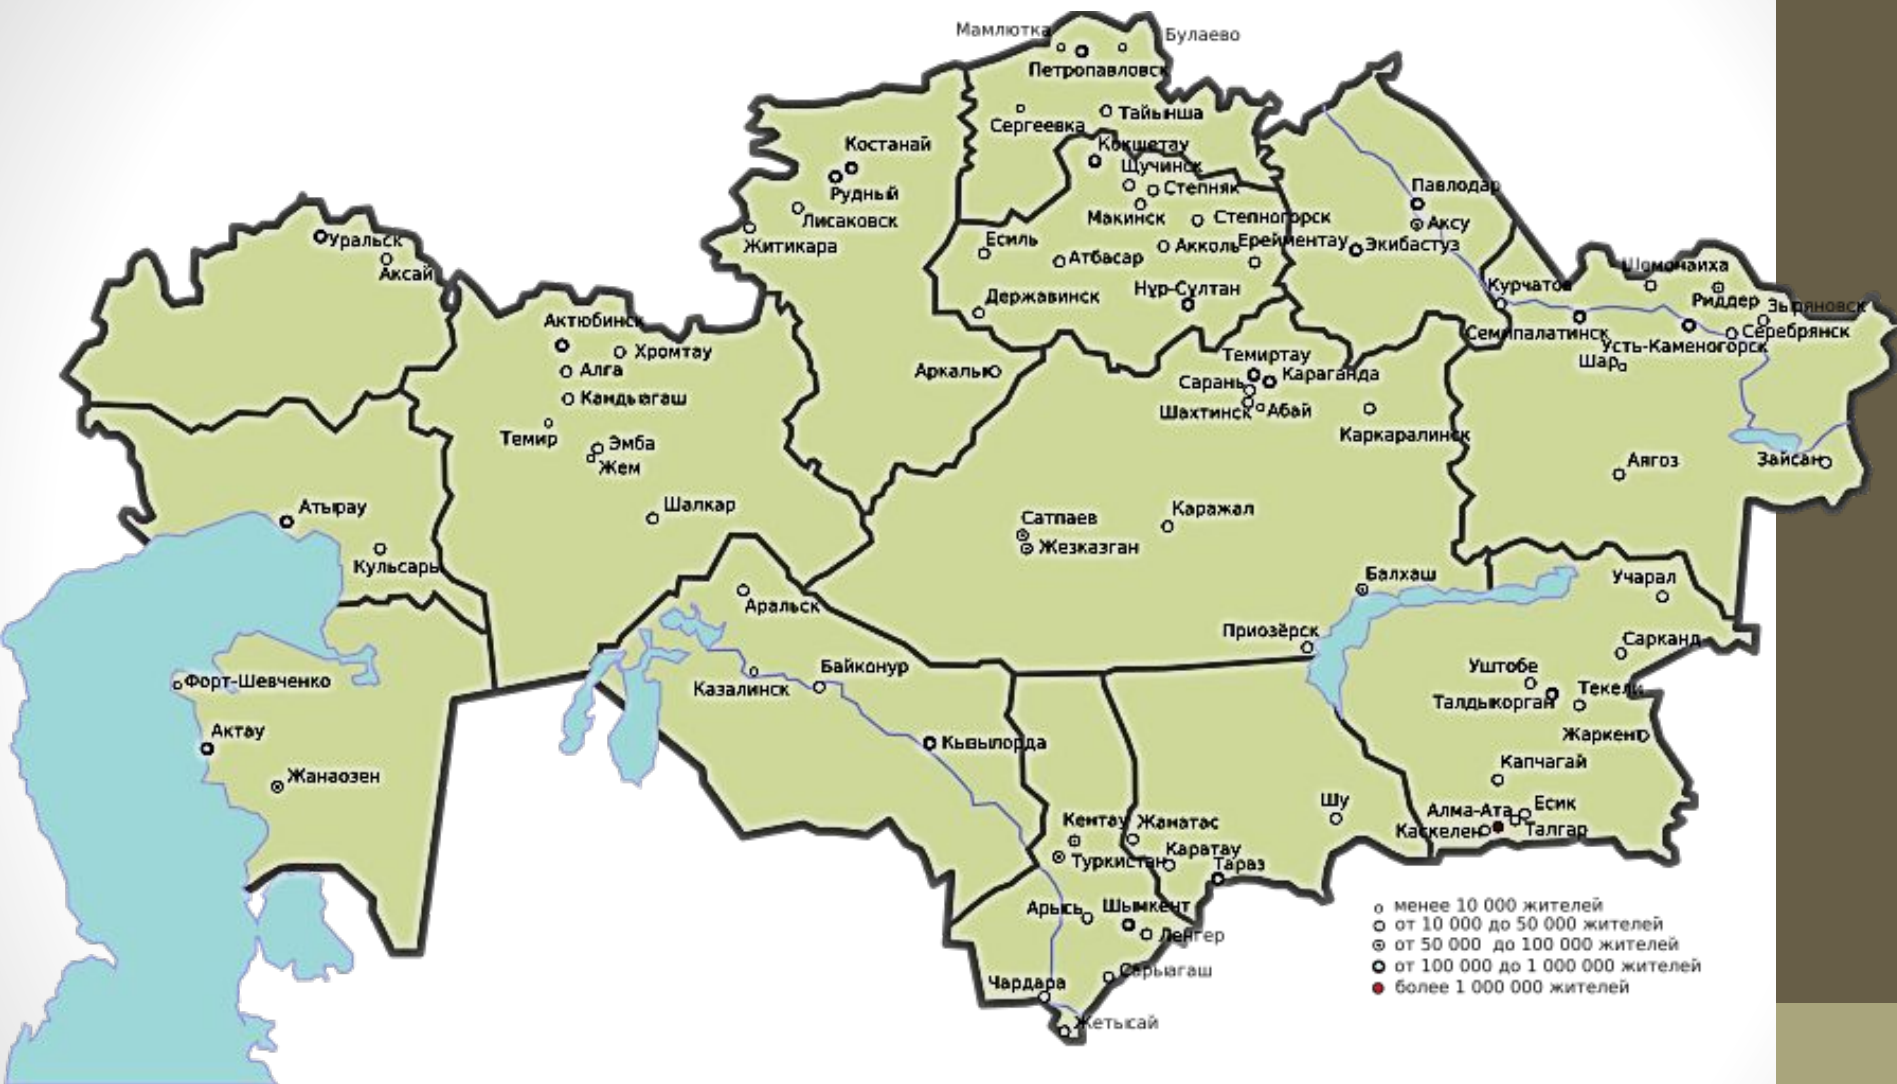 Мамлютка
Булаево
Петропавловск
Сергеевка
Тайынша
Костанай
Кокшетау
Щучинск
Рудный
Степняк
Павлодар
Лисаковск
Макинск
Степногорск
Аксу
Житикара
Есиль
Атбасар
Акколь
Ерейментау
Экибастуз
Уральск
Аксай
Державинск
Нұр-Сұлтан
Курчатов
Шемонаиха
Риддер
Зыряновск
Семипалатинск
Серебрянск
Усть-Каменогорск
Шар
Актюбинск
Хромтау
Алга
Кандыагаш
Темир
Эмба
Жем
Аркалык
Темиртау
Сарань
Караганда
Шахтинск
Абай
Каркаралинск
Аягоз
Зайсан
Атырау
Шалкар
Сатпаев
Каражал
Жезказган
Кульсары
Балхаш
Учарал
Аральск
Приозёрск
Сарканд
Форт-Шевченко
Казалинск
Байконур
Уштобе
Текели
Талдыкорган
Актау
Кызылорда
Жаркент
Жанаозен
Капчагай
Шу
Алма-Ата
Есик
Кентау
Жанатас
Каскелен
Талгар
Туркистан
Каратау
Тараз
Арысь
Шымкент
Ленгер
Чардара
Сарыагаш
Жетысай
менее 10 000 жителей
от 10 000 до 50 000 жителей
от 50 000 до 100 000 жителей
от 100 000 до 1 000 000 жителей
более 1 000 000 жителей